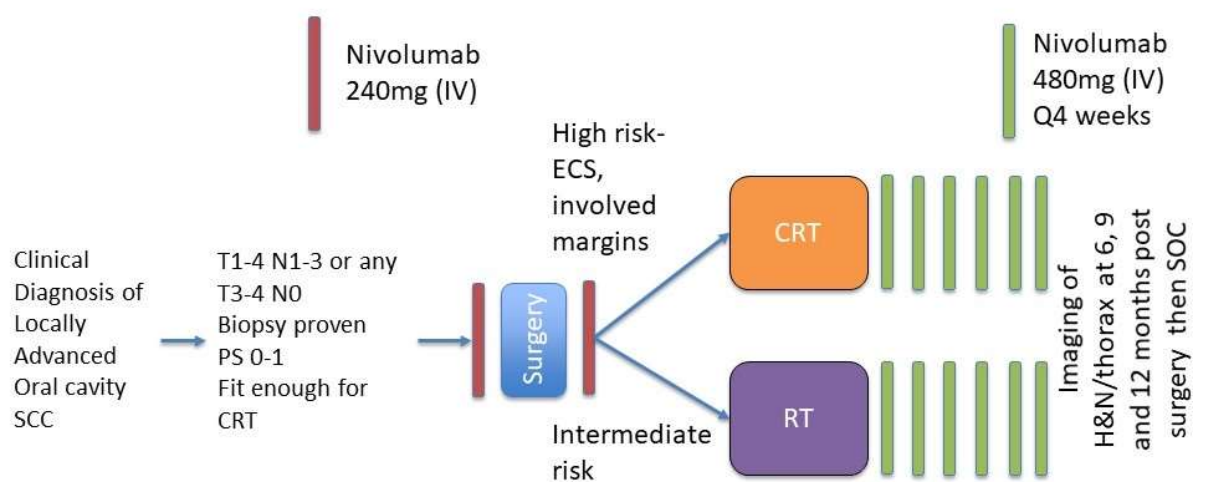 Nivolumab
240mg (IV)
Nivolumab
480mg (IV)
Q4 weeks
Clinical
Diagnosis of
Locally
Advanced
Oral cavity
SCC
T1-4 N1-3 or any
T3-4 N0
Biopsy proven
PS 0-1
Fit enough for
CRT
Surgery
High risk-
ECS,
involved
margins
Intermediate
risk
CRT
RT
Imaging of
H&N/thorax at 6, 9
and 12 months post
surgery then SOC